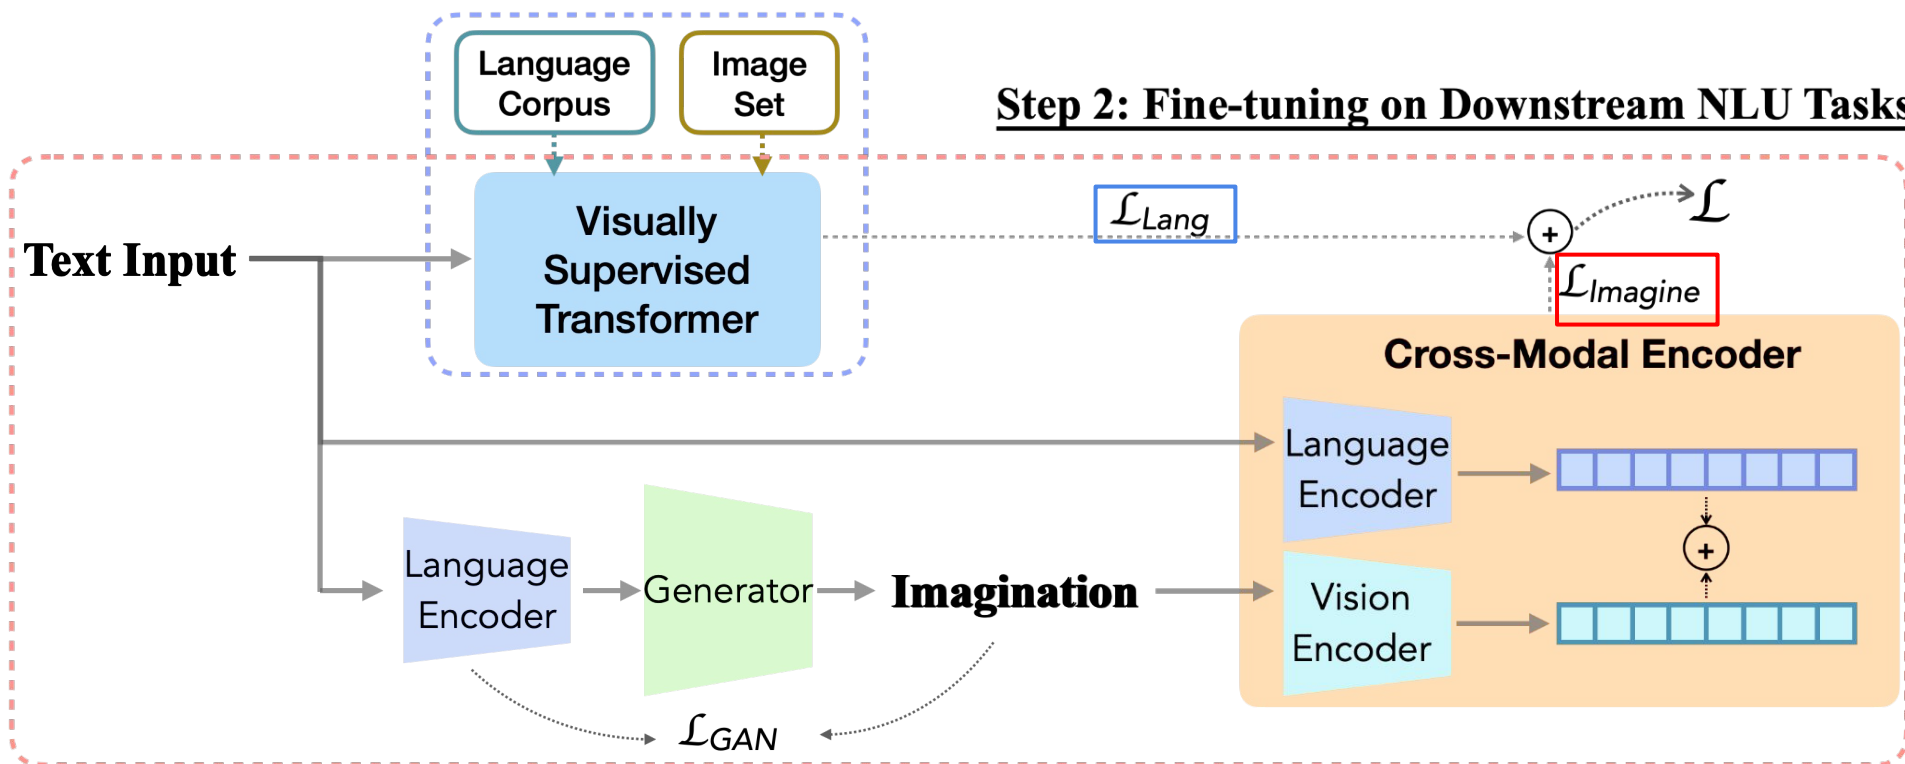 Language
Corpus
Image
Set
Step 2: Fine-tuning on Downstream NLU Tasks
Text Input
Visually
Supervised
Transformer
ℒLang
+
ℒ
ℒImagine
Cross-Modal Encoder
Language
Encoder
+
Language
Encoder
Generator
Imagination
Vision
Encoder
ℒGAN